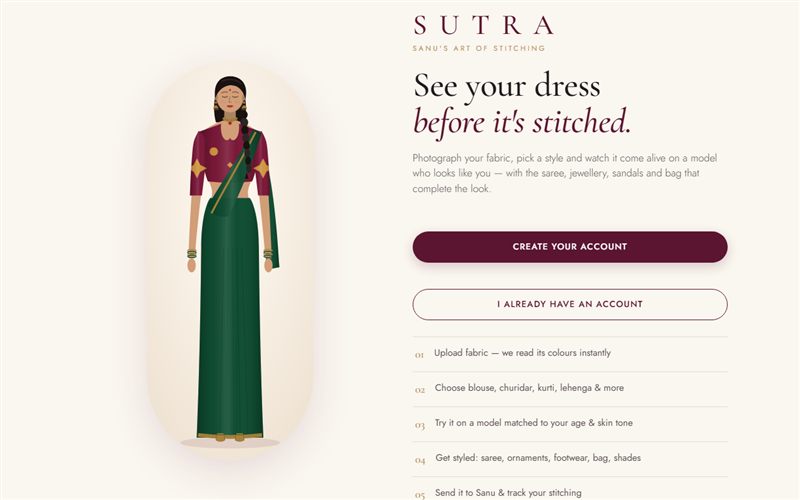 SUTRA
SANU'S ART OF STITCHING
See your dress
before it's stitched.
Photograph your fabric, pick a style and watch it come alive on a model
who looks like you — with the saree, jewellery, sandals and bag that
complete the look.
CREATE YOUR ACCOUNT
I ALREADY HAVE AN ACCOUNT
01 Upload fabric — we read its colours instantly
02 Choose blouse, churidar, kurti, lehenga & more
03 Try it on a model matched to your age & skin tone
04 Get styled: saree, ornaments, footwear, bag, shades
05 Send it to Sanu & track your stitching